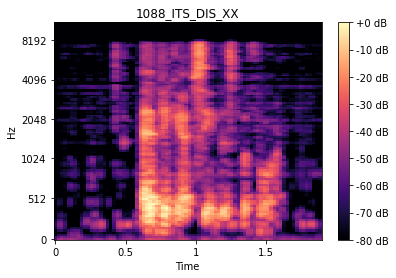 1088_ITS_DIS_XX
8192
4096
2048
1024
512
0
Hz
0
0.5
1
1.5
Time
+0 dB
-10 dB
-20 dB
-30 dB
-40 dB
-50 dB
-60 dB
-70 dB
-80 dB